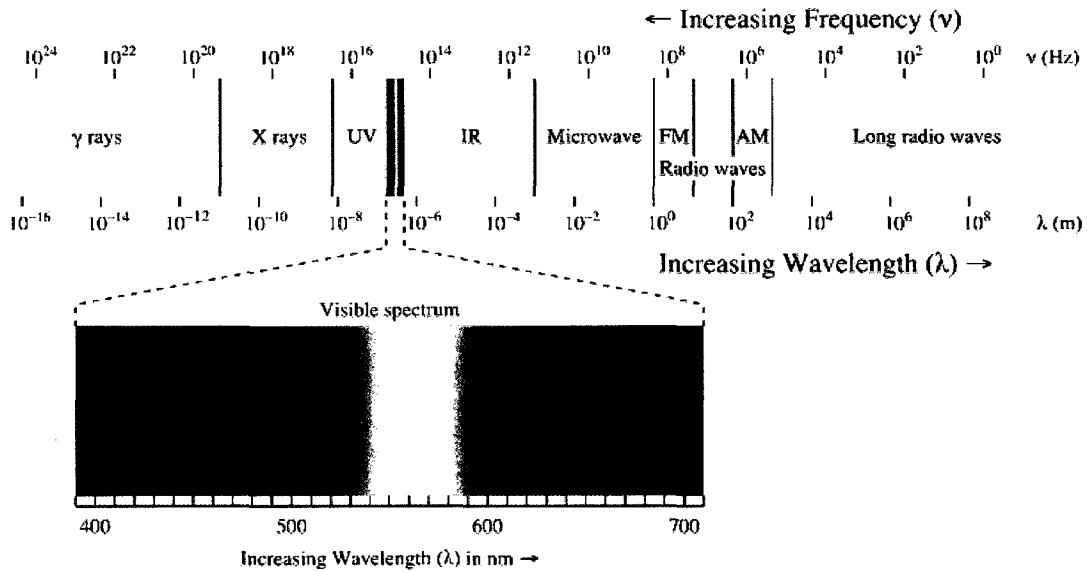 ← Increasing Frequency (ν)
10²⁴ 10²² 10²⁰ 10¹⁸ 10¹⁶ 10¹⁴ 10¹² 10¹⁰ 10⁸ 10⁶ 10⁴ 10² 10⁰ ν (Hz)
γ rays X rays UV IR Microwave FM AM Long radio waves
Radio waves
10⁻¹⁶ 10⁻¹⁴ 10⁻¹² 10⁻¹⁰ 10⁻⁸ 10⁻⁶ 10⁻⁴ 10⁻² 10⁰ 10² 10⁴ 10⁶ 10⁸ λ (m)
Increasing Wavelength (λ) →
Visible spectrum
400 500 600 700
Increasing Wavelength (λ) in nm →